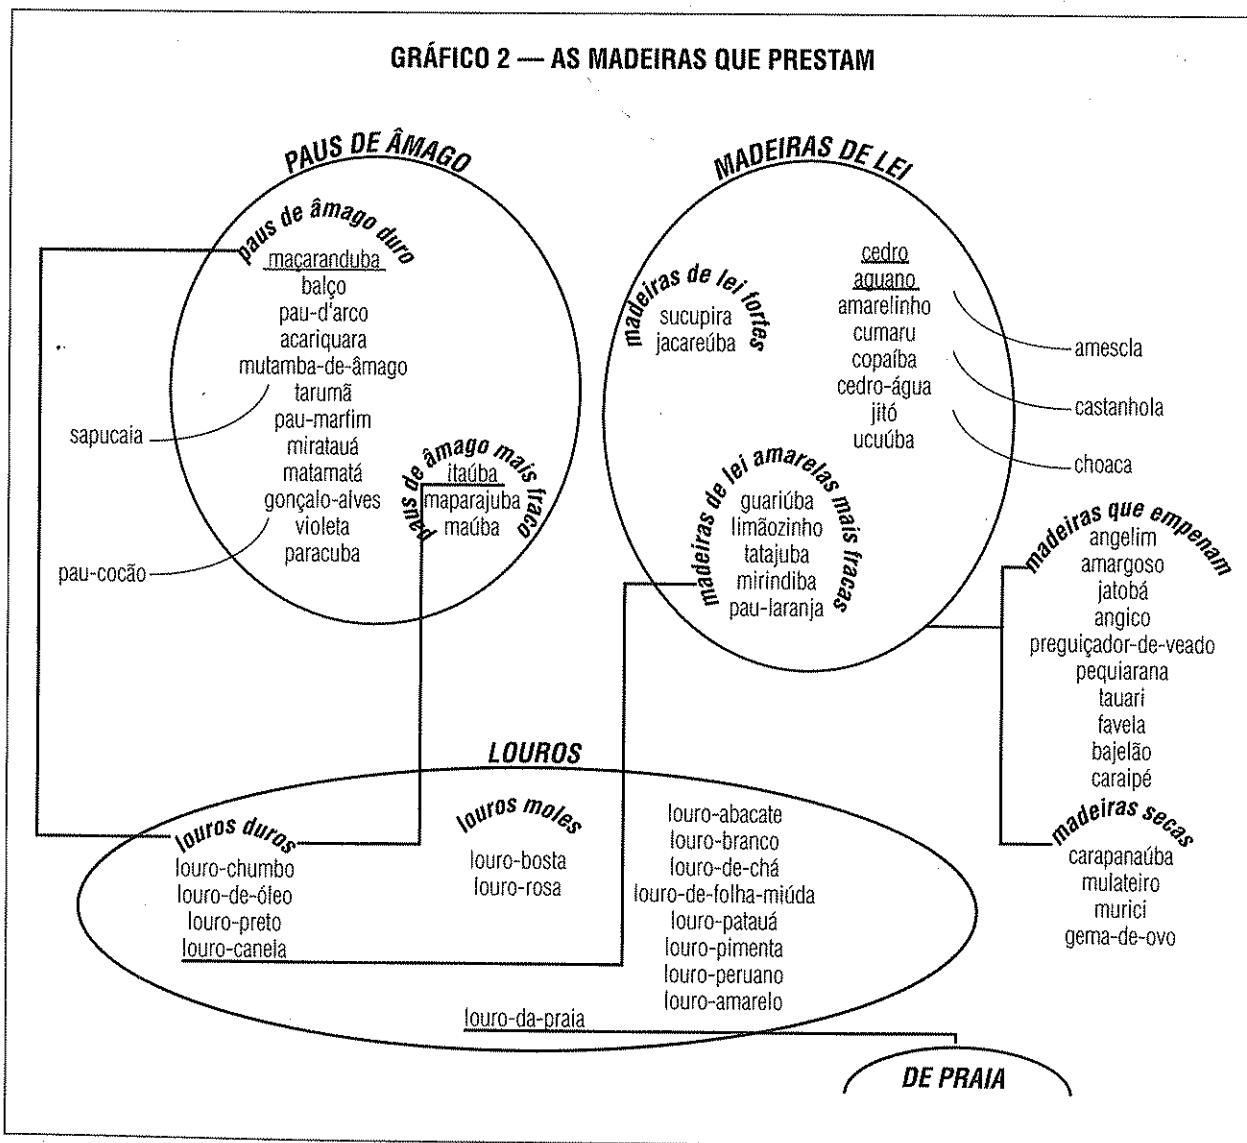 GRÁFICO 2 — AS MADEIRAS QUE PRESTAM
PAUS DE ÂMAGO
paus de âmago duro
maçaranduba
balço
pau-d'arco
acariquara
mutamba-de-âmago
tarumã
pau-marfim
miratauá
matamatá
gonçalo-alves
violeta
paracuba
sapucaia
pau-cocão
paus de âmago mais fraco
itaúba
maparajuba
maúba
MADEIRAS DE LEI
madeiras de lei fortes
sucupira
jacareúba
cedro
aguano
amarelinho
cumaru
copaíba
cedro-água
jitó
ucuúba
amescla
castanhola
choaca
madeiras de lei amarelas mais fracas
guariúba
limãozinho
tatajuba
mirindiba
pau-laranja
madeiras que empenam
angelim
amargoso
jatobá
angico
preguiçador-de-veado
pequiarana
tauari
favela
bajelão
caraipé
madeiras secas
carapanaúba
mulateiro
murici
gema-de-ovo
LOUROS
louros duros
louro-chumbo
louro-de-óleo
louro-preto
louro-canela
louros moles
louro-bosta
louro-rosa
louro-abacate
louro-branco
louro-de-chá
louro-de-folha-miúda
louro-patauá
louro-pimenta
louro-peruano
louro-amarelo
louro-da-praia
DE PRAIA